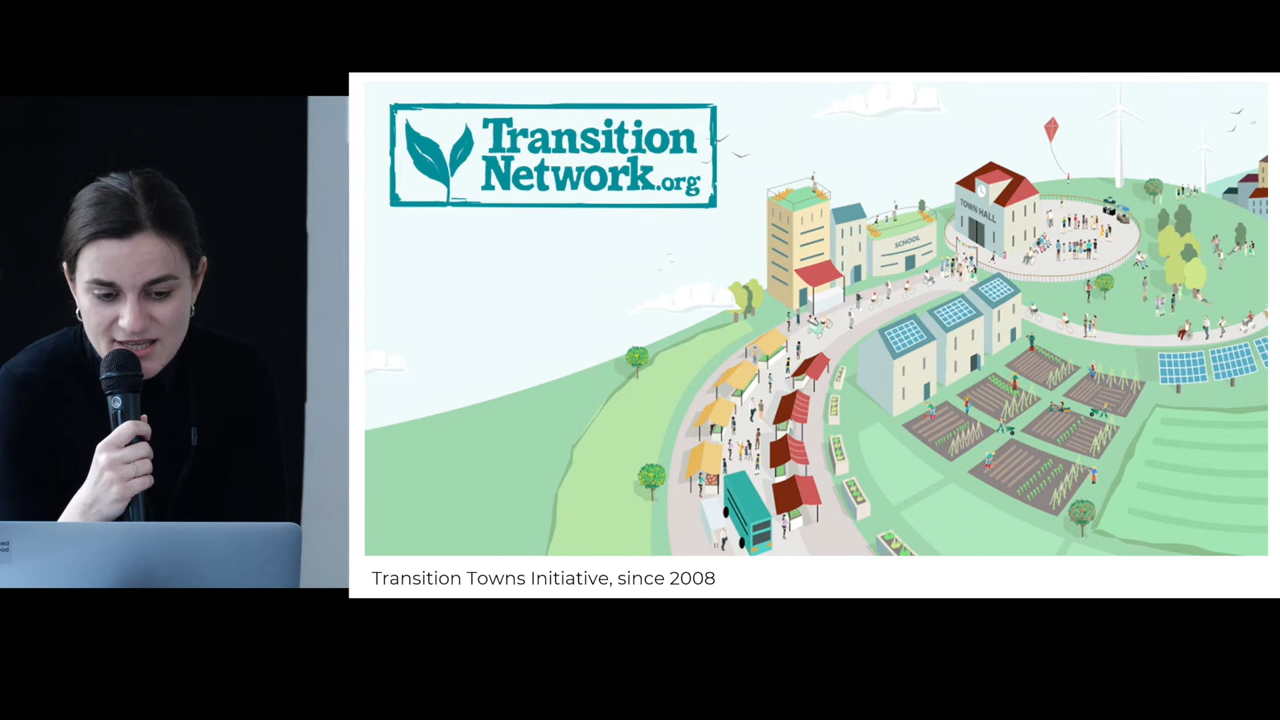 Transition
Network.org
TOWN HALL
SCHOOL
Transition Towns Initiative, since 2008